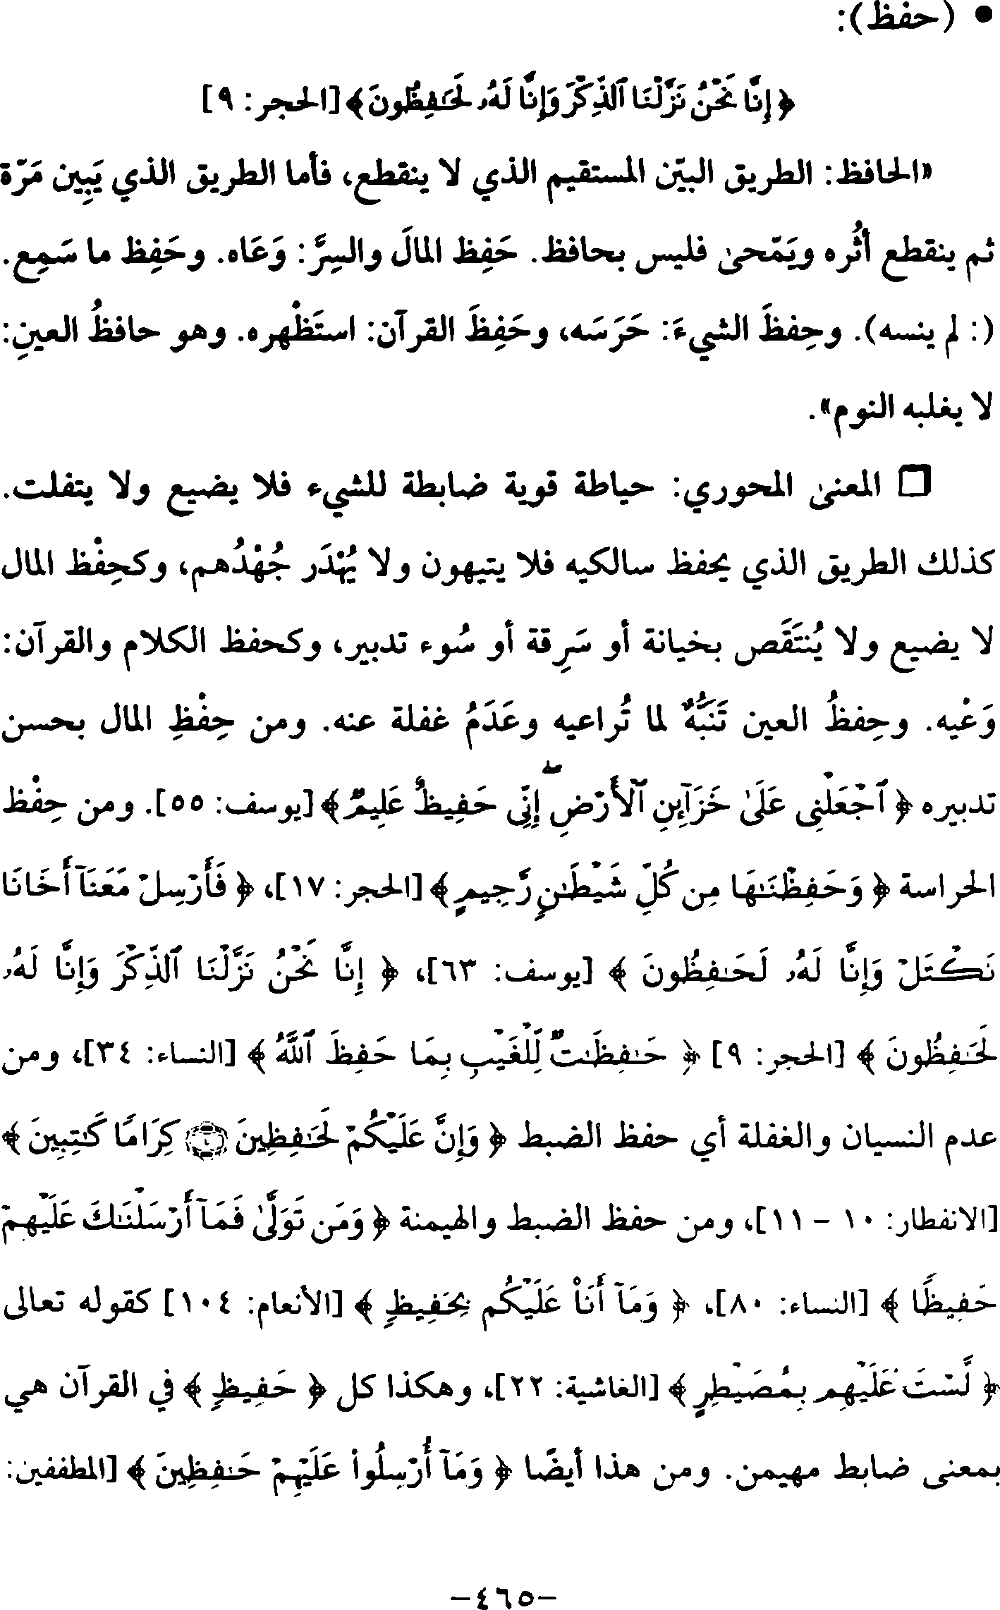 • (حفظ):
﴿إِنَّا نَحْنُ نَزَّلْنَا ٱلذِّكْرَ وَإِنَّا لَهُۥ لَحَـٰفِظُونَ﴾ [الحجر: ٩]
«الحافظ: الطريق البيّن المستقيم الذي لا ينقطع، فأما الطريق الذي يَبِين مَرّة
ثم ينقطع أَثُره ويَمّحىٰ فليس بحافظ. حَفِظ المالَ والسِرَّ: وَعَاه. وحَفِظ ما سَمِع.
(: لم ينسه). وحِفظَ الشيءَ: حَرَسَه، وحَفِظَ القرآن: استَظْهره. وهو حافظُ العينِ:
لا يغلبه النوم».
□ المعنىٰ المحوري: حياطة قوية ضابطة للشيء فلا يضيع ولا يتفلت.
كذلك الطريق الذي يحفظ سالكيه فلا يتيهون ولا يُهْدَر جُهْدُهم، وكحِفْظ المال
لا يضيع ولا يُنتَقَص بخيانة أو سَرِقة أو سُوء تدبير، وكحفظ الكلام والقرآن:
وَعْيه. وحِفظُ العين تَنَبُّهٌ لما تُراعيه وعَدَمُ غفلة عنه. ومن حِفْظِ المال بحسن
تدبيره ﴿ٱجْعَلْنِى عَلَىٰ خَزَآئِنِ ٱلْأَرْضِ ۖ إِنِّى حَفِيظٌ عَلِيمٌ﴾ [يوسف: ٥٥]. ومن حِفْظ
الحراسة ﴿وَحَفِظْنَـٰهَا مِن كُلِّ شَيْطَـٰنٍ رَّجِيمٍ﴾ [الحجر: ١٧]، ﴿فَأَرْسِلْ مَعَنَآ أَخَانَا
نَكْتَلْ وَإِنَّا لَهُۥ لَحَـٰفِظُونَ﴾ [يوسف: ٦٣]، ﴿إِنَّا نَحْنُ نَزَّلْنَا ٱلذِّكْرَ وَإِنَّا لَهُۥ
لَحَـٰفِظُونَ﴾ [الحجر: ٩] ﴿حَـٰفِظَـٰتٌ لِّلْغَيْبِ بِمَا حَفِظَ ٱللَّهُ﴾ [النساء: ٣٤]، ومن
عدم النسيان والغفلة أي حفظ الضبط ﴿وَإِنَّ عَلَيْكُمْ لَحَـٰفِظِينَ ۝١٠ كِرَامًا كَـٰتِبِينَ﴾
[الانفطار: ١٠ - ١١]، ومن حفظ الضبط والهيمنة ﴿وَمَن تَوَلَّىٰ فَمَآ أَرْسَلْنَـٰكَ عَلَيْهِمْ
حَفِيظًا﴾ [النساء: ٨٠]، ﴿وَمَآ أَنَا۠ عَلَيْكُم بِحَفِيظٍ﴾ [الأنعام: ١٠٤] كقوله تعالى
﴿لَّسْتَ عَلَيْهِم بِمُصَيْطِرٍ﴾ [الغاشية: ٢٢]، وهكذا كل ﴿حَفِيظٍ﴾ في القرآن هي
بمعنى ضابط مهيمن. ومن هذا أيضًا ﴿وَمَآ أُرْسِلُوا۟ عَلَيْهِمْ حَـٰفِظِينَ﴾ [المطففين:
-٤٦٥-